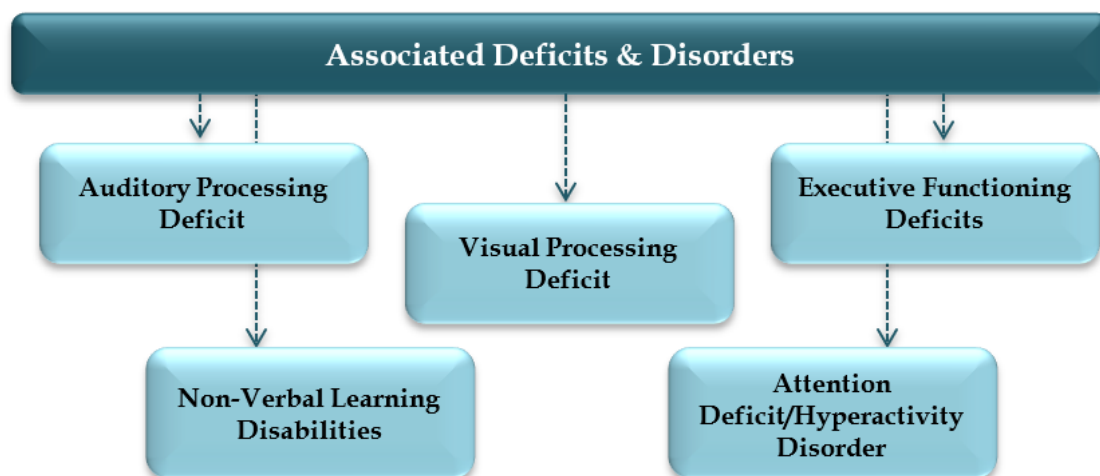 Associated Deficits & Disorders
Auditory Processing
Deficit
Visual Processing
Deficit
Executive Functioning
Deficits
Non-Verbal Learning
Disabilities
Attention
Deficit/Hyperactivity
Disorder